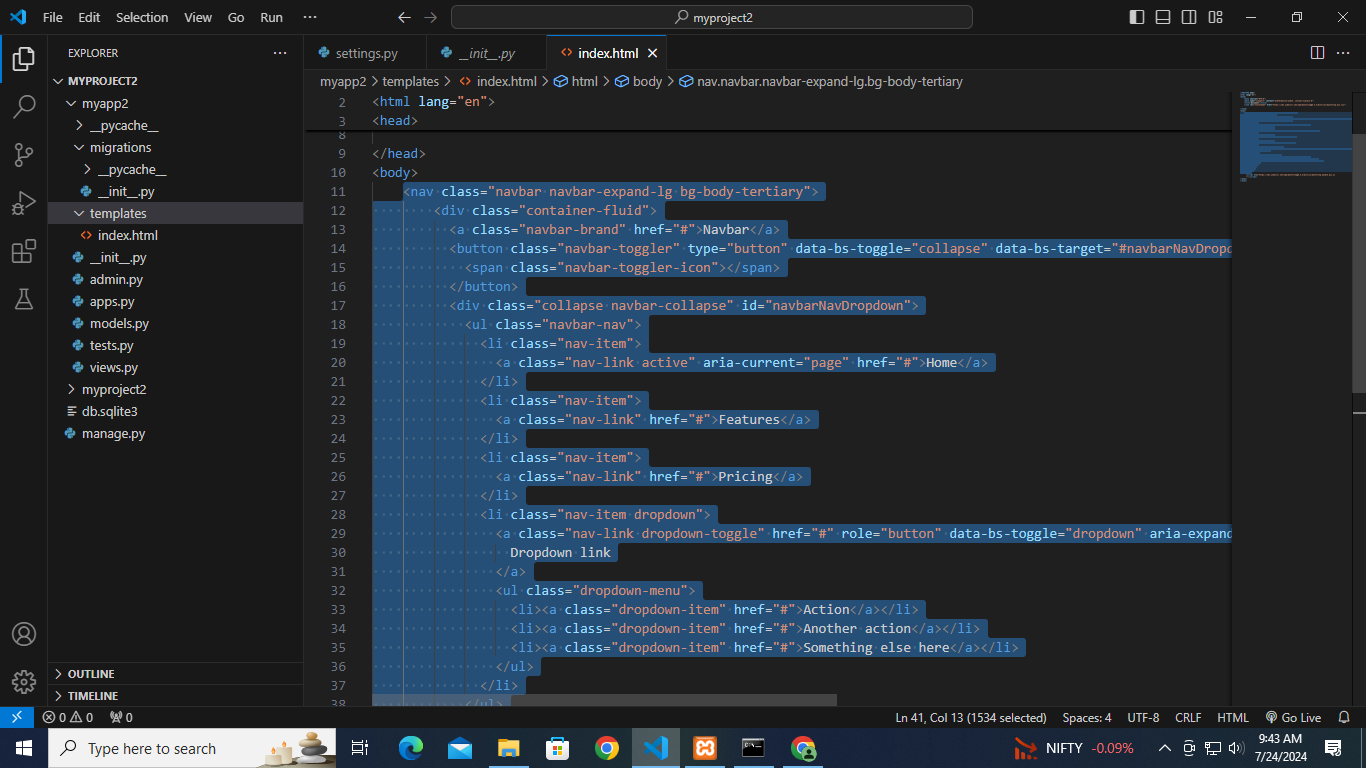 File Edit Selection View Go Run ···
myproject2
EXPLORER
MYPROJECT2
myapp2
__pycache__
migrations
__pycache__
__init__.py
templates
index.html
__init__.py
admin.py
apps.py
models.py
tests.py
views.py
myproject2
db.sqlite3
manage.py
OUTLINE
TIMELINE
settings.py __init__.py index.html
myapp2 > templates > index.html > html > body > nav.navbar.navbar-expand-lg.bg-body-tertiary
2 <html lang="en">
3 <head>
8
9 </head>
10 <body>
11 <nav class="navbar navbar-expand-lg bg-body-tertiary">
12 <div class="container-fluid">
13 <a class="navbar-brand" href="#">Navbar</a>
14 <button class="navbar-toggler" type="button" data-bs-toggle="collapse" data-bs-target="#navbarNavDropd
15 <span class="navbar-toggler-icon"></span>
16 </button>
17 <div class="collapse navbar-collapse" id="navbarNavDropdown">
18 <ul class="navbar-nav">
19 <li class="nav-item">
20 <a class="nav-link active" aria-current="page" href="#">Home</a>
21 </li>
22 <li class="nav-item">
23 <a class="nav-link" href="#">Features</a>
24 </li>
25 <li class="nav-item">
26 <a class="nav-link" href="#">Pricing</a>
27 </li>
28 <li class="nav-item dropdown">
29 <a class="nav-link dropdown-toggle" href="#" role="button" data-bs-toggle="dropdown" aria-expand
30 Dropdown link
31 </a>
32 <ul class="dropdown-menu">
33 <li><a class="dropdown-item" href="#">Action</a></li>
34 <li><a class="dropdown-item" href="#">Another action</a></li>
35 <li><a class="dropdown-item" href="#">Something else here</a></li>
36 </ul>
37 </li>
38 </ul>
0 0 0 Ln 41, Col 13 (1534 selected) Spaces: 4 UTF-8 CRLF HTML Go Live
Type here to search NIFTY -0.09% 9:43 AM
7/24/2024